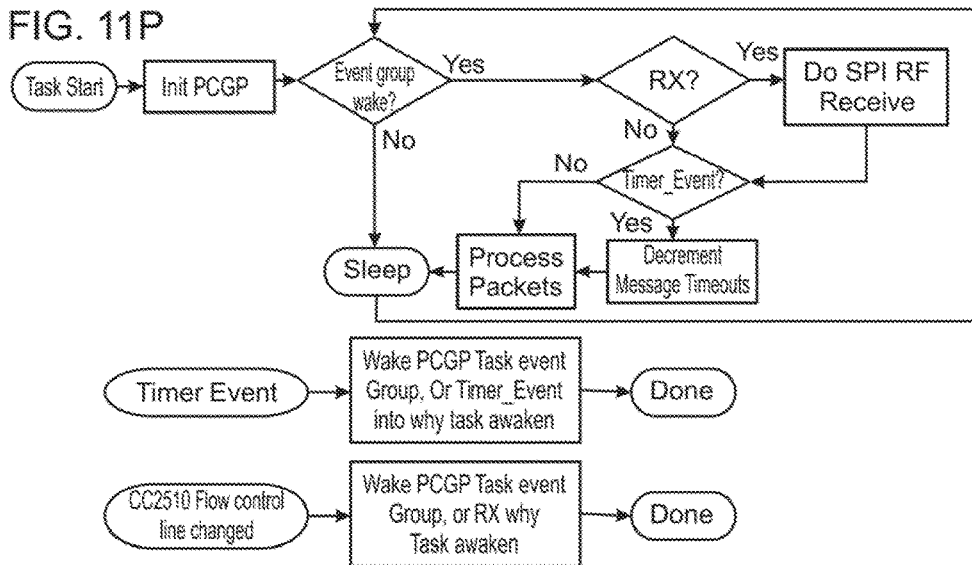 FIG. 11P
Task Start
Init PCGP
Event group
wake?
Yes
RX?
Yes
Do SPI RF
Receive
No
No
No
Timer_Event?
Yes
Sleep
Process
Packets
Decrement
Message Timeouts
Timer Event
Wake PCGP Task event
Group, Or Timer_Event
into why task awaken
Done
CC2510 Flow control
line changed
Wake PCGP Task event
Group, or RX why
Task awaken
Done